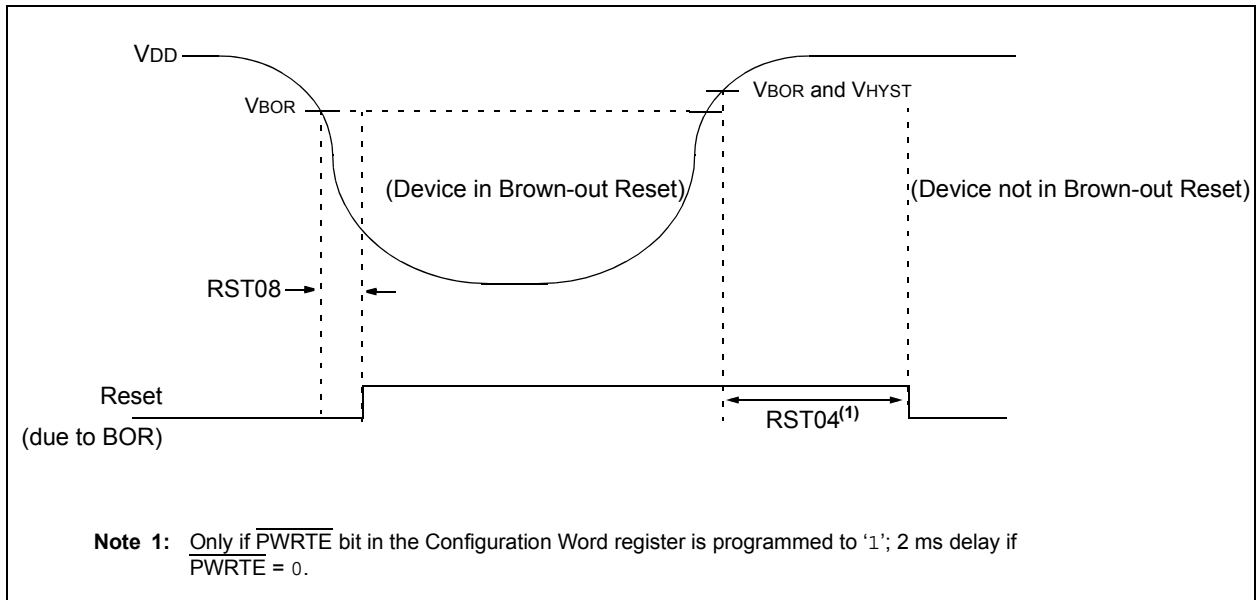 VDD
VBOR
VBOR and VHYST
(Device in Brown-out Reset)
(Device not in Brown-out Reset)
RST08
Reset
(due to BOR)
RST04(1)
Note 1: Only if PWRTE bit in the Configuration Word register is programmed to ‘1’; 2 ms delay if
PWRTE = 0.